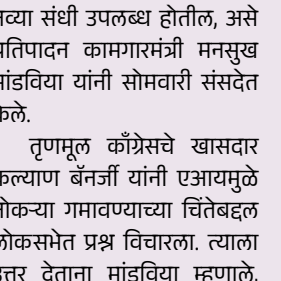 नव्या संधी उपलब्ध होतील, असे
प्रतिपादन कामगारमंत्री मनसुख
मांडविया यांनी सोमवारी संसदेत
केले.
तृणमूल काँग्रेसचे खासदार
कल्याण बॅनर्जी यांनी एआयमुळे
नोकऱ्या गमावण्याच्या चिंतेबद्दल
लोकसभेत प्रश्न विचारला. त्याला
उत्तर देताना मांडविया म्हणाले,